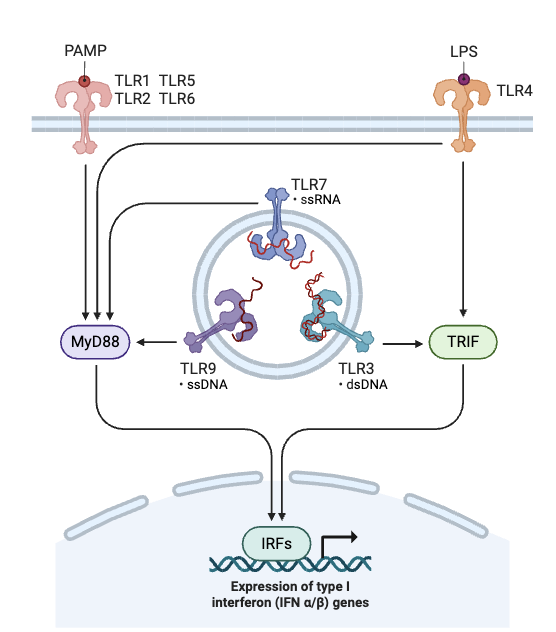 PAMP
TLR1 TLR5
TLR2 TLR6
LPS
TLR4
TLR7
• ssRNA
MyD88
TLR9
• ssDNA
TLR3
• dsDNA
TRIF
IRFs
Expression of type I
interferon (IFN α/β) genes